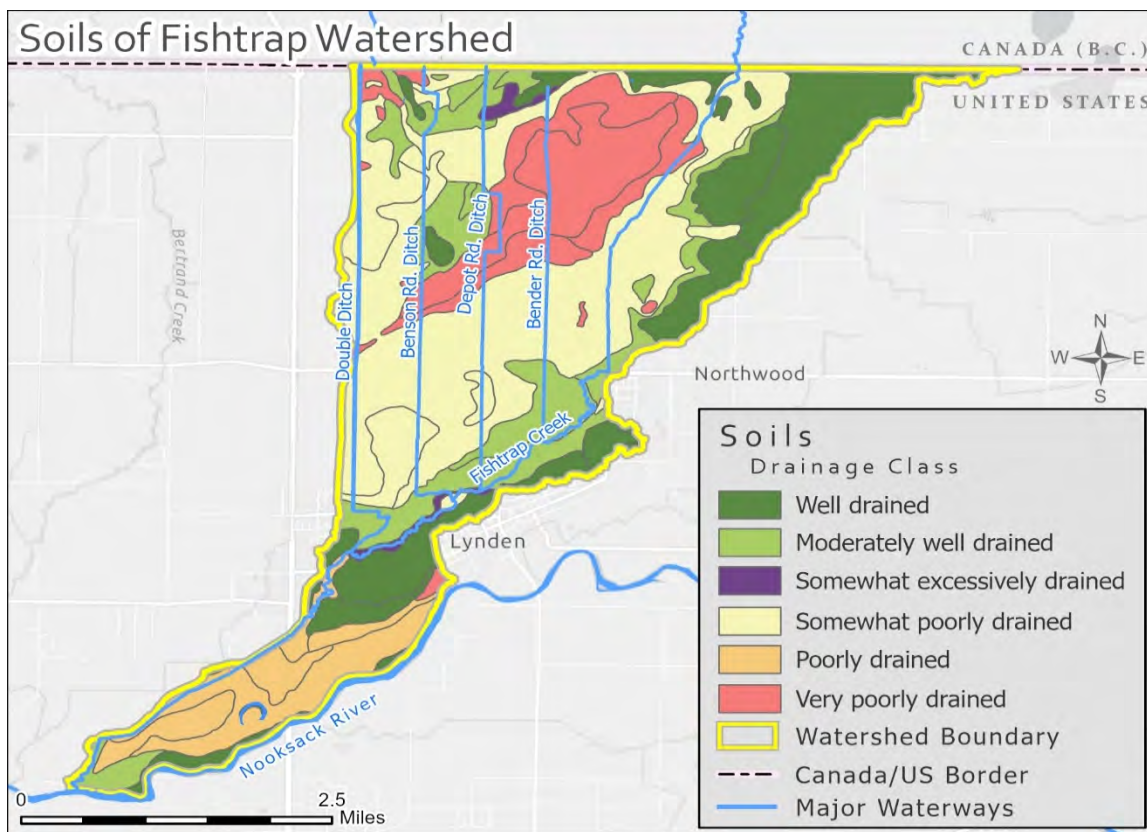 Soils of Fishtrap Watershed
CANADA (B.C.)
UNITED STATES
Bertrand Creek
Double Ditch
Benson Rd. Ditch
Depot Rd. Ditch
Bender Rd. Ditch
Northwood
N
W
E
S
Fishtrap Creek
Lynden
Nooksack River
0
2.5
Miles
Soils
Drainage Class
Well drained
Moderately well drained
Somewhat excessively drained
Somewhat poorly drained
Poorly drained
Very poorly drained
Watershed Boundary
Canada/US Border
Major Waterways